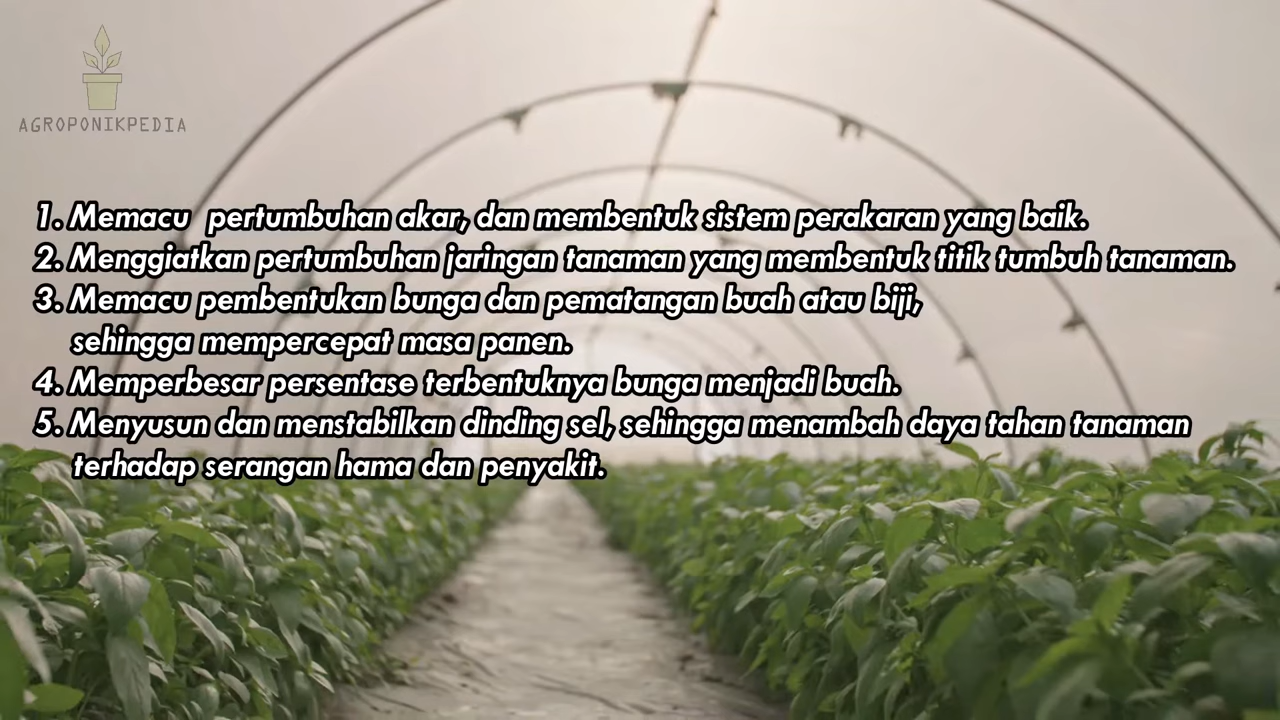 AGROPONIKPEDIA
1. Memacu pertumbuhan akar, dan membentuk sistem perakaran yang baik.
2. Menggiatkan pertumbuhan jaringan tanaman yang membentuk titik tumbuh tanaman.
3. Memacu pembentukan bunga dan pematangan buah atau biji,
sehingga mempercepat masa panen.
4. Memperbesar persentase terbentuknya bunga menjadi buah.
5. Menyusun dan menstabilkan dinding sel, sehingga menambah daya tahan tanaman
terhadap serangan hama dan penyakit.